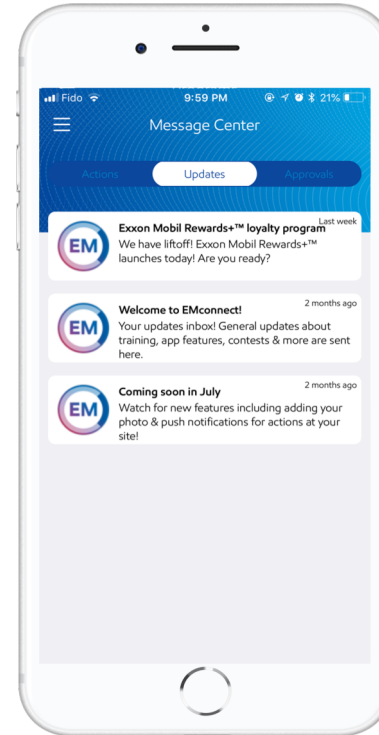 Fido 9:59 PM 21%
Message Center
Actions Updates Approvals
Last week
EM Exxon Mobil Rewards+™ loyalty program
We have liftoff! Exxon Mobil Rewards+™
launches today! Are you ready?
2 months ago
EM Welcome to EMconnect!
Your updates inbox! General updates about
training, app features, contests & more are sent
here.
2 months ago
EM Coming soon in July
Watch for new features including adding your
photo & push notifications for actions at your
site!